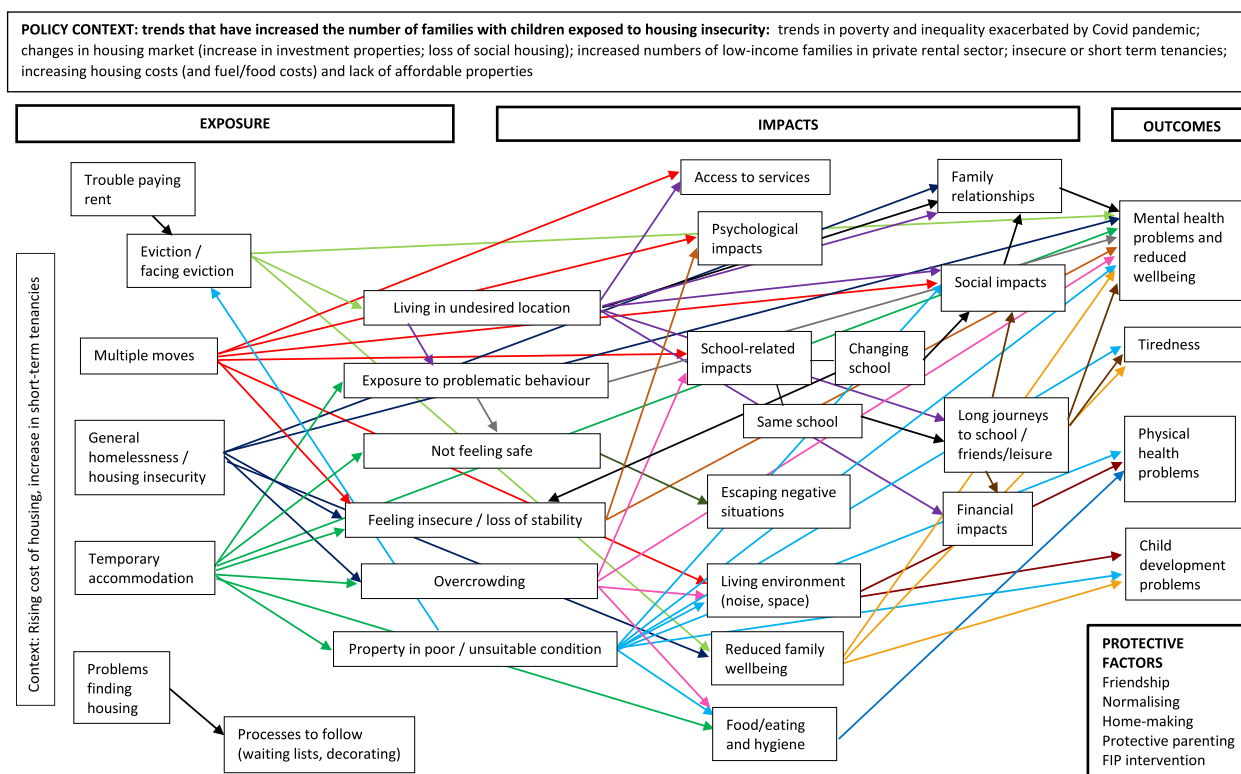 POLICY CONTEXT: trends that have increased the number of families with children exposed to housing insecurity: trends in poverty and inequality exacerbated by Covid pandemic;
changes in housing market (increase in investment properties; loss of social housing); increased numbers of low-income families in private rental sector; insecure or short term tenancies;
increasing housing costs (and fuel/food costs) and lack of affordable properties
EXPOSURE
IMPACTS
OUTCOMES
Context: Rising cost of housing, increase in short-term tenancies
Trouble paying
rent
Eviction /
facing eviction
Multiple moves
General
homelessness /
housing insecurity
Temporary
accommodation
Problems
finding
housing
Processes to follow
(waiting lists, decorating)
Living in undesired location
Exposure to problematic behaviour
Not feeling safe
Feeling insecure / loss of stability
Overcrowding
Property in poor / unsuitable condition
Access to services
Psychological
impacts
School-related
impacts
Changing
school
Same school
Escaping negative
situations
Living environment
(noise, space)
Reduced family
wellbeing
Food/eating
and hygiene
Family
relationships
Social impacts
Long journeys
to school /
friends/leisure
Financial
impacts
Mental health
problems and
reduced
wellbeing
Tiredness
Physical
health
problems
Child
development
problems
PROTECTIVE
FACTORS
Friendship
Normalising
Home-making
Protective parenting
FIP intervention